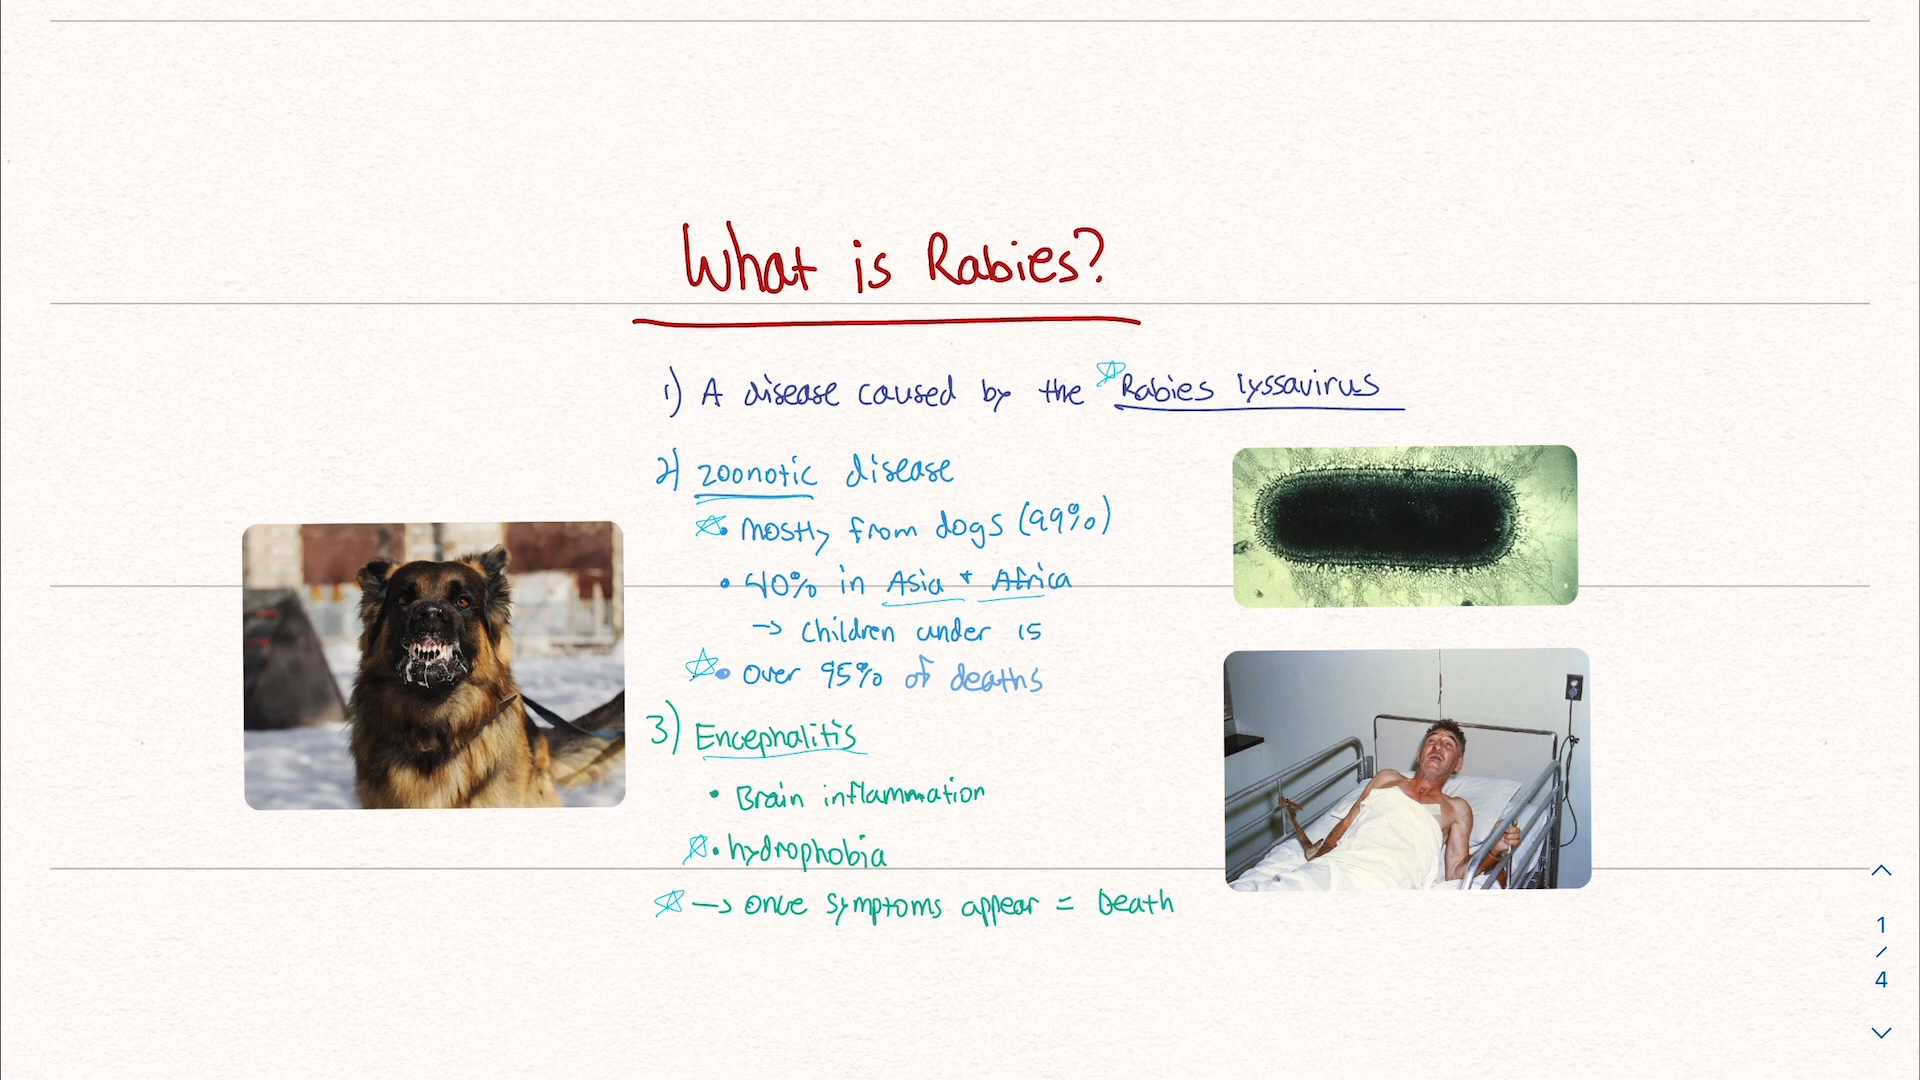 What is Rabies?
1) A disease caused by the Rabies lyssavirus
2) zoonotic disease
• mostly from dogs (99%)
• 40% in Asia + Africa
→ Children under 15
• Over 95% of deaths
3) Encephalitis
• Brain inflammation
• hydrophobia
→ once symptoms appear = Death
1
/
4